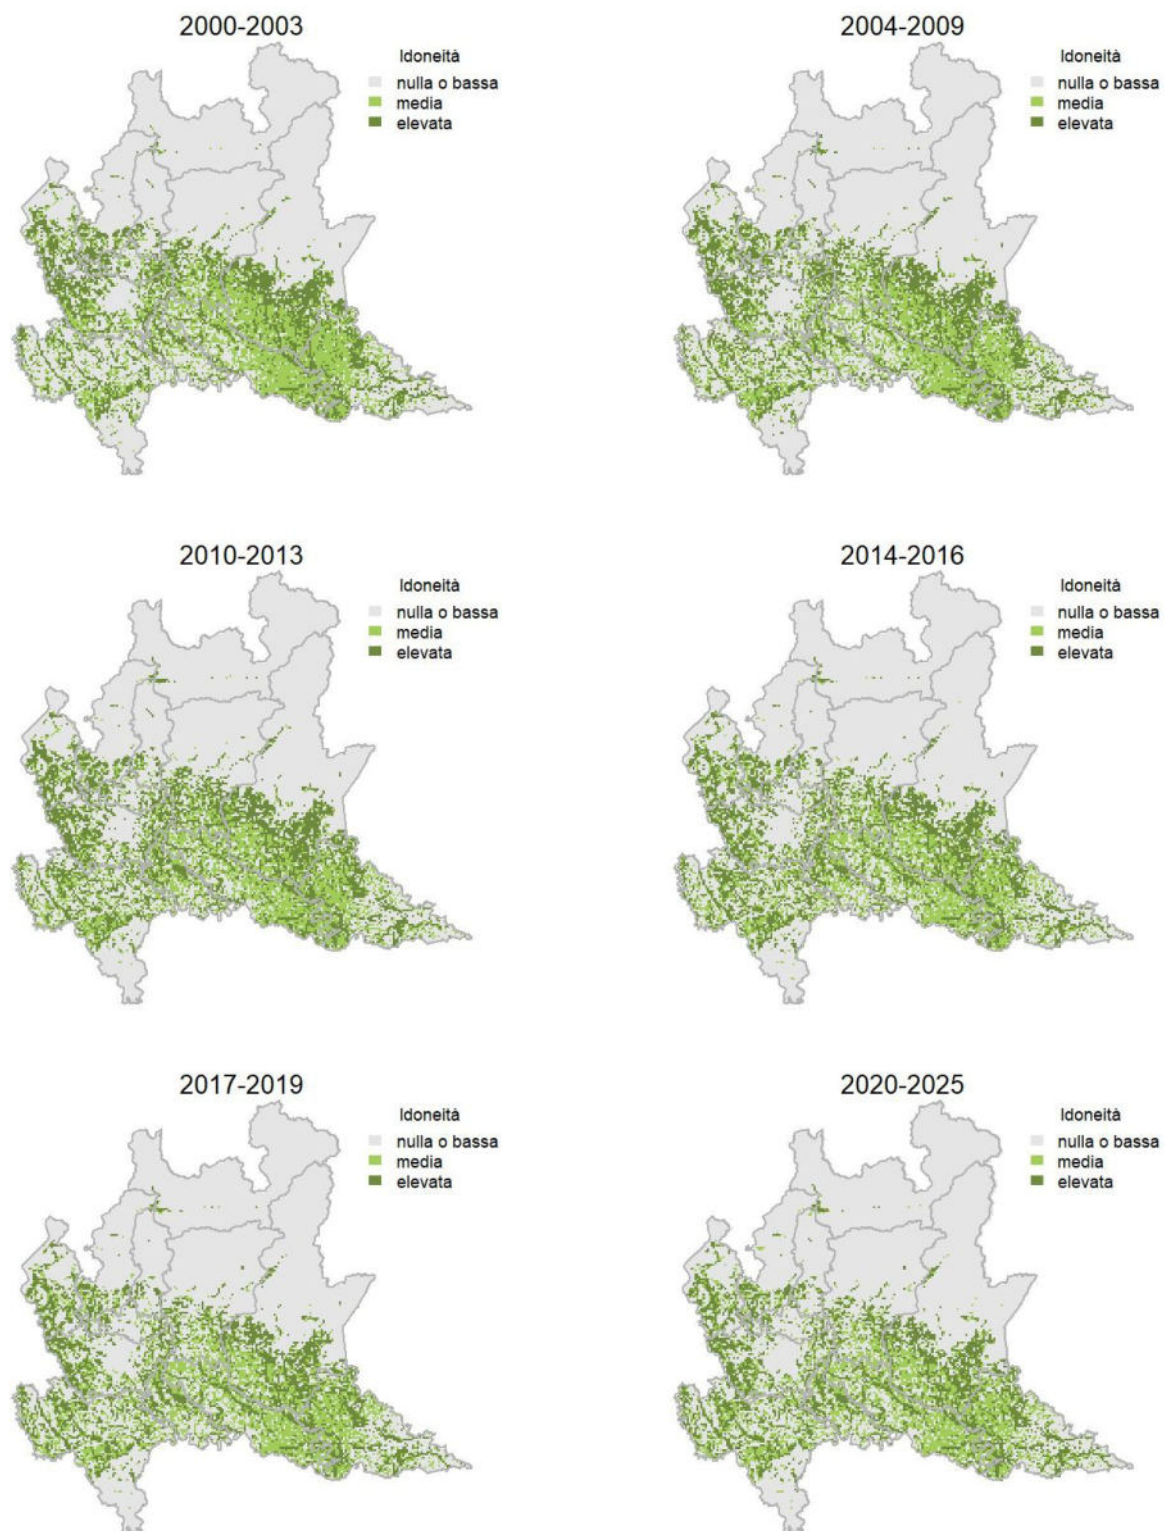 2000-2003
Idoneità
nulla o bassa
media
elevata
2004-2009
Idoneità
nulla o bassa
media
elevata
2010-2013
Idoneità
nulla o bassa
media
elevata
2014-2016
Idoneità
nulla o bassa
media
elevata
2017-2019
Idoneità
nulla o bassa
media
elevata
2020-2025
Idoneità
nulla o bassa
media
elevata